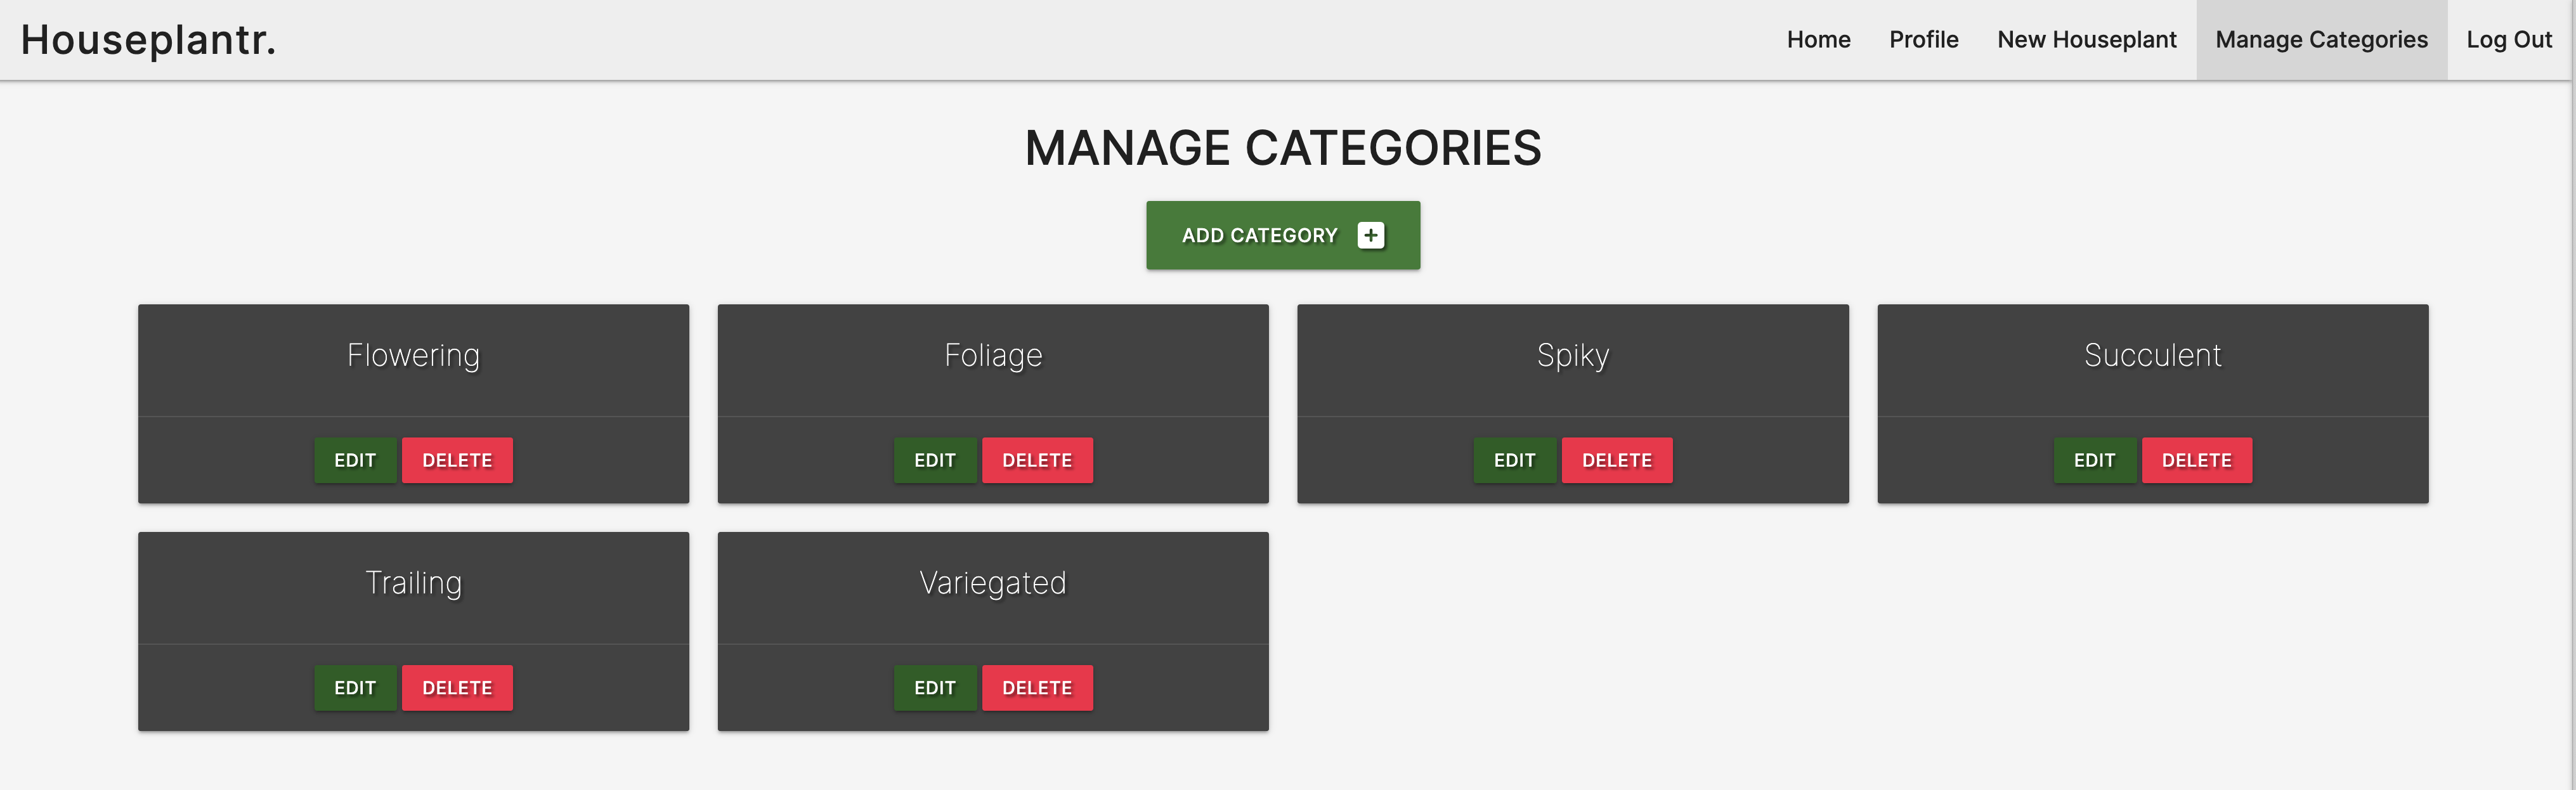 Houseplantr.
Home Profile New Houseplant Manage Categories Log Out
MANAGE CATEGORIES
ADD CATEGORY
Flowering Foliage Spiky Succulent
EDIT DELETE EDIT DELETE EDIT DELETE EDIT DELETE
Trailing Variegated
EDIT DELETE EDIT DELETE